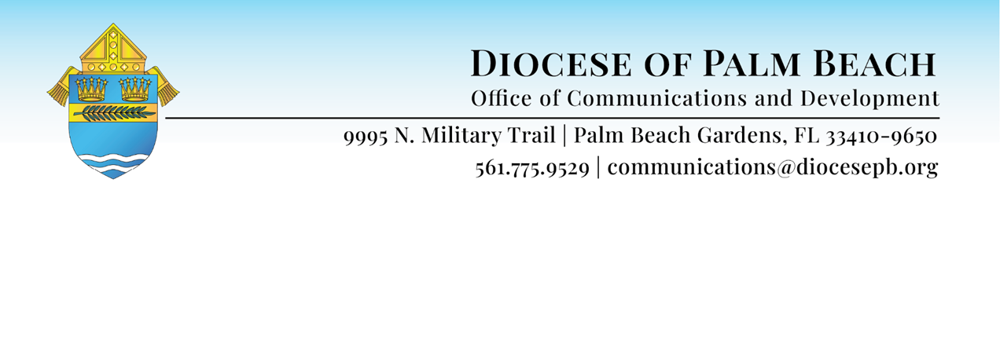 Diocese of Palm Beach
Office of Communications and Development
9995 N. Military Trail | Palm Beach Gardens, FL 33410-9650
561.775.9529 | communications@diocesepb.org